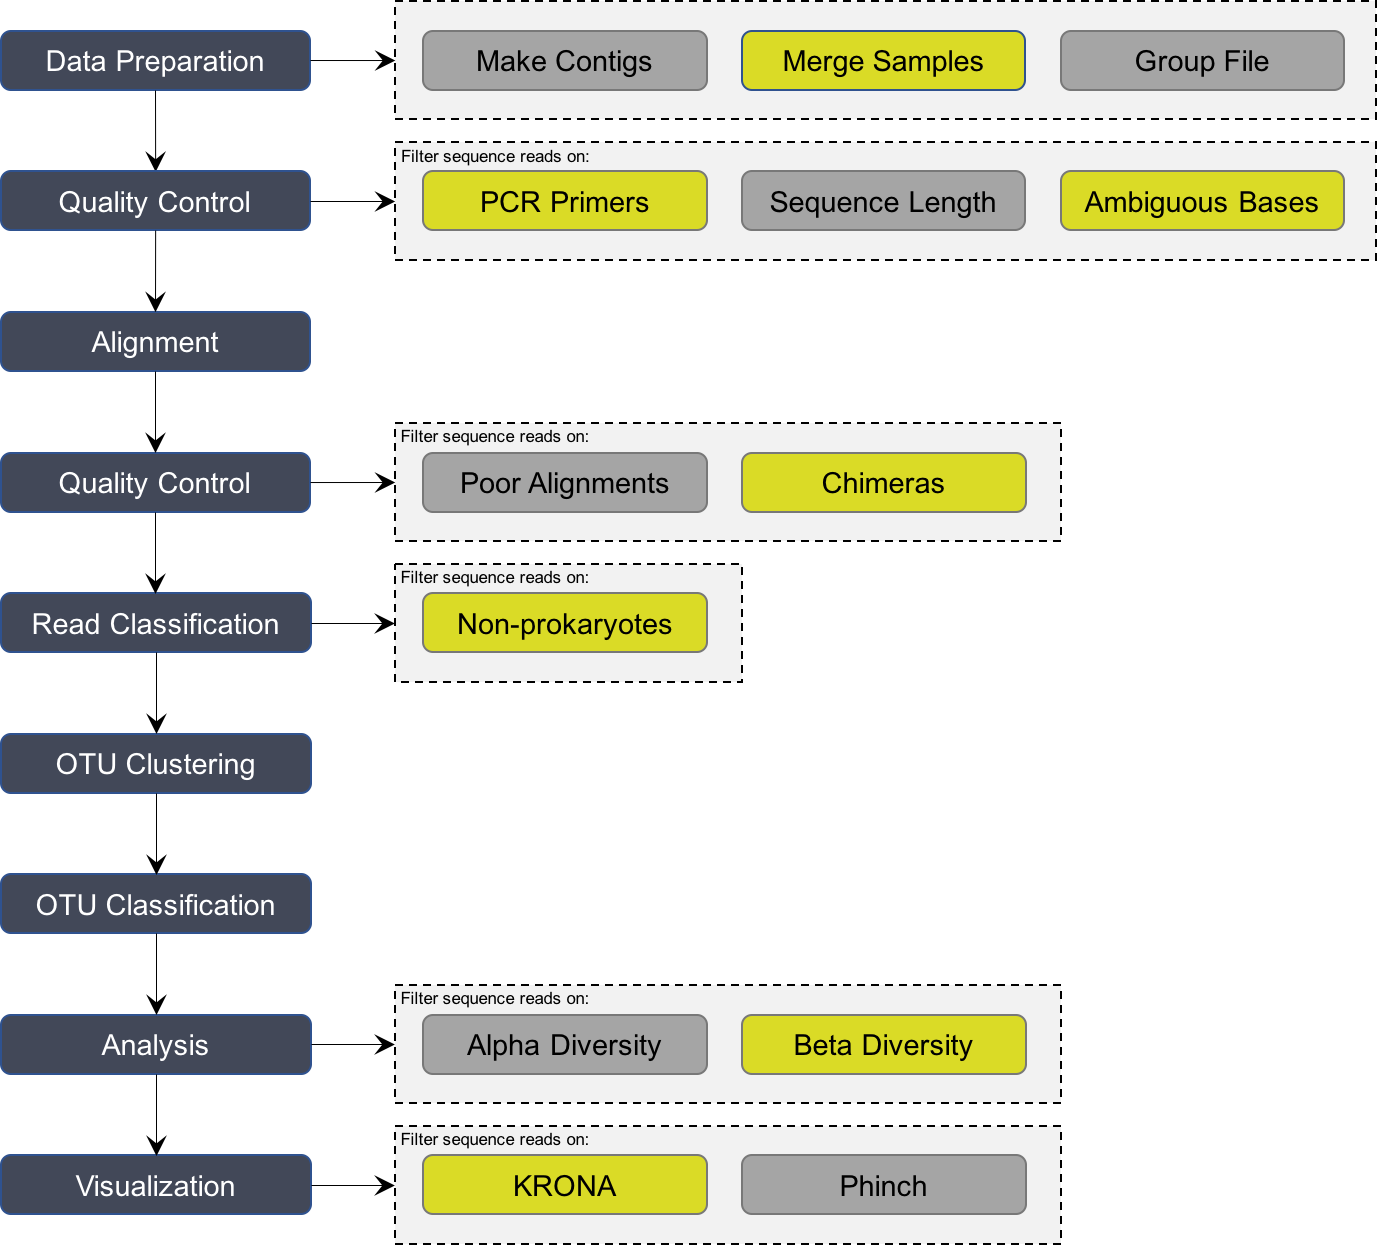 Data Preparation
Make Contigs
Merge Samples
Group File
Filter sequence reads on:
Quality Control
PCR Primers
Sequence Length
Ambiguous Bases
Alignment
Filter sequence reads on:
Quality Control
Poor Alignments
Chimeras
Filter sequence reads on:
Read Classification
Non-prokaryotes
OTU Clustering
OTU Classification
Filter sequence reads on:
Analysis
Alpha Diversity
Beta Diversity
Filter sequence reads on:
Visualization
KRONA
Phinch